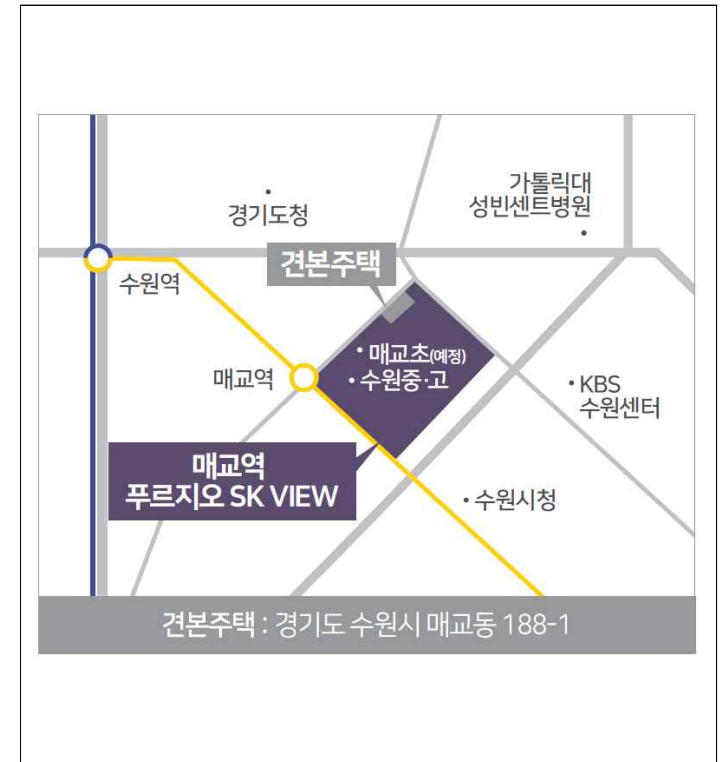 경기도청
가톨릭대
성빈센트병원
견본주택
수원역
• 매교초(예정)
• 수원중·고
매교역
• KBS
수원센터
매교역
푸르지오 SK VIEW
• 수원시청
견본주택 : 경기도 수원시 매교동 188-1